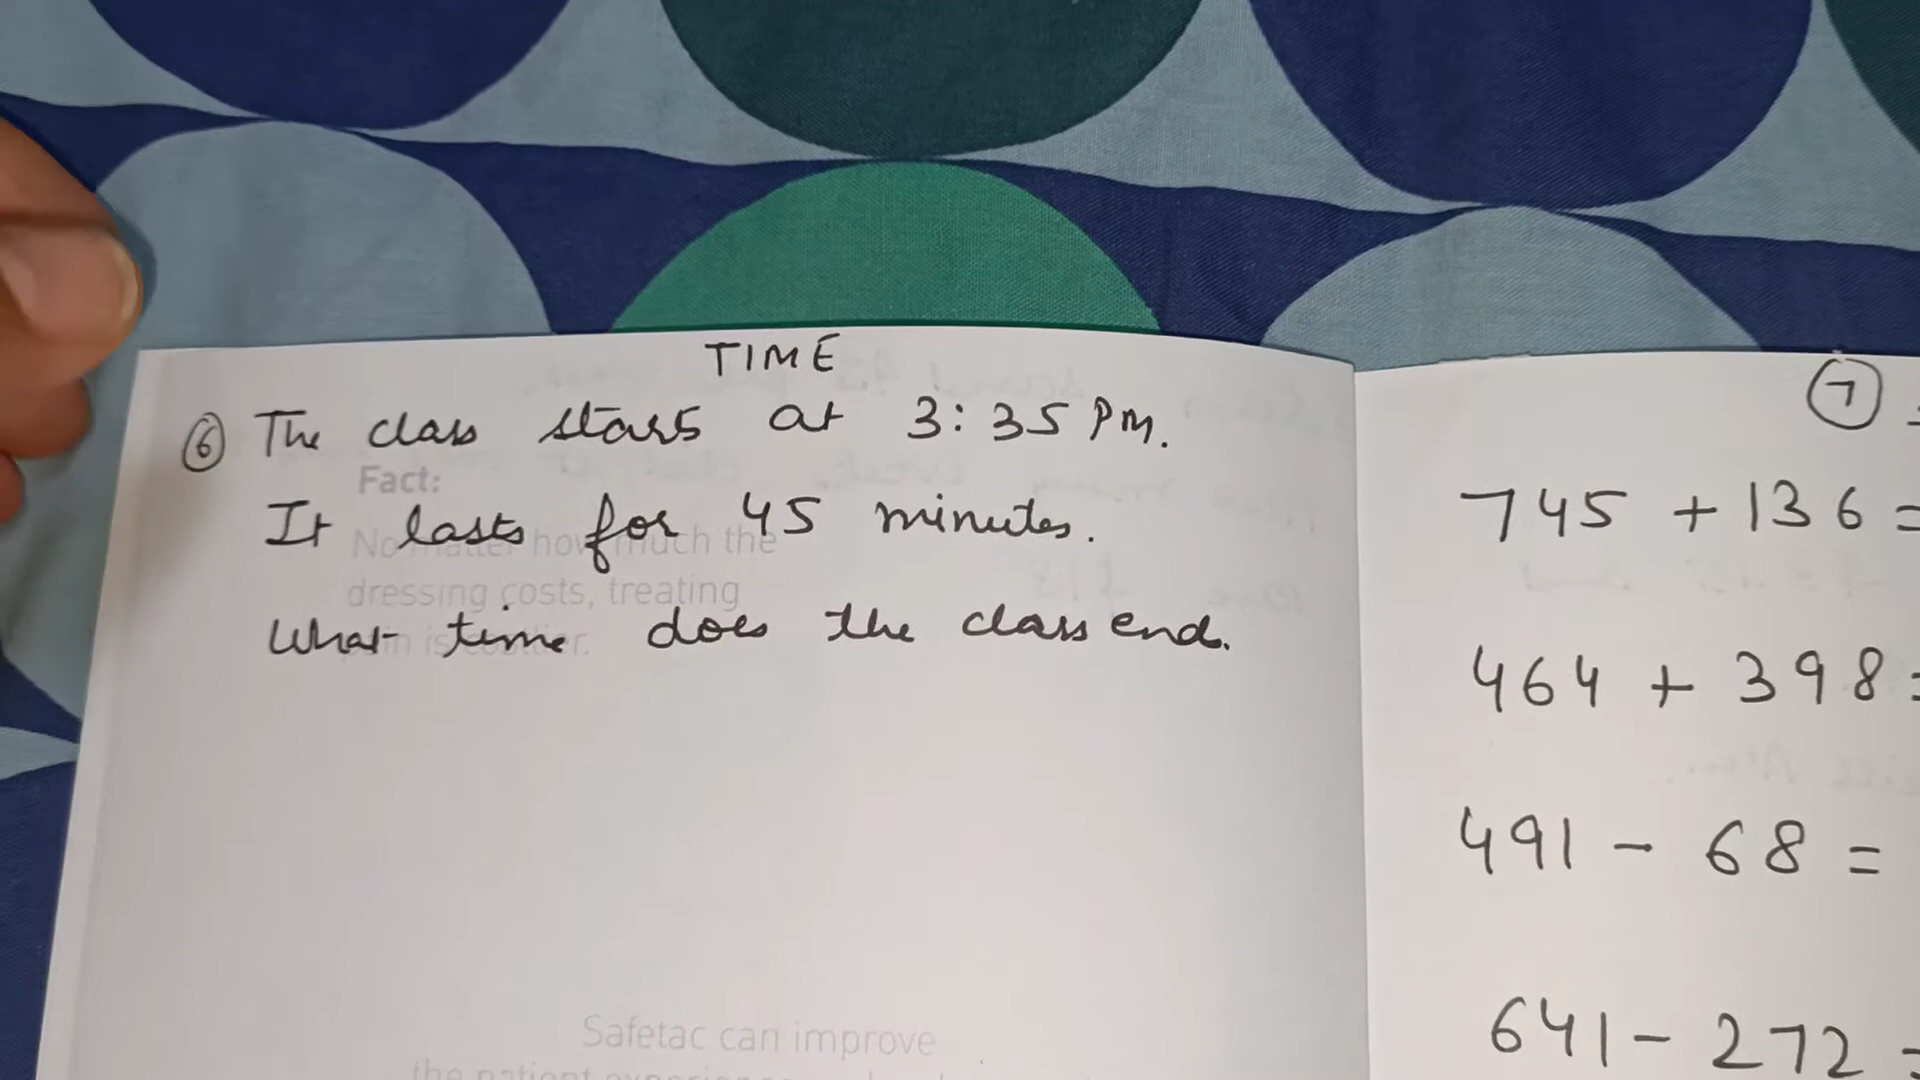 TIME
6 The class starts at 3:35 PM.
Fact:
It lasts for 45 minutes.
No matter how much the
dressing costs, treating
What time does the class end.
Safetac can improve
the patient
7
745 + 136 =
464 + 398 =
491 - 68 =
641 - 272 =